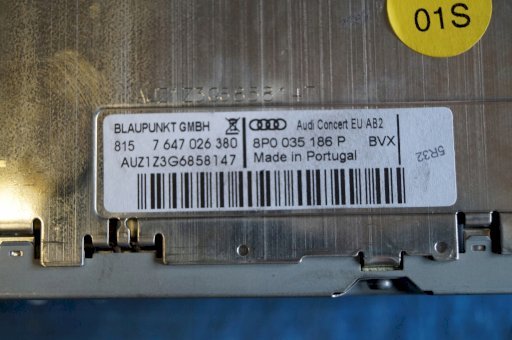 01S
AUZ1Z3G6858147
BLAUPUNKT GMBH
815 7 647 026 380
AUZ1Z3G6858147
Audi Concert EU AB2
8P0 035 186 P BVX
Made in Portugal
5R32